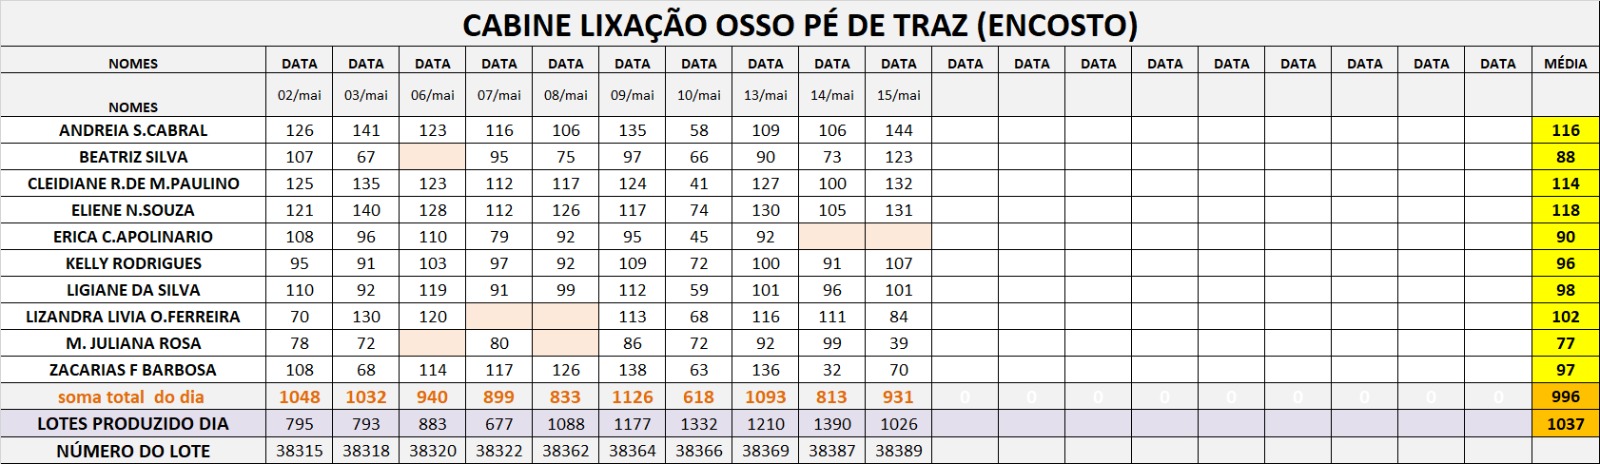 CABINE LIXAÇÃO OSSO PÉ DE TRAZ (ENCOSTO)
NOMES DATA DATA DATA DATA DATA DATA DATA DATA DATA DATA DATA DATA DATA DATA DATA DATA DATA DATA DATA MÉDIA
NOMES 02/mai 03/mai 06/mai 07/mai 08/mai 09/mai 10/mai 13/mai 14/mai 15/mai
ANDREIA S.CABRAL 126 141 123 116 106 135 58 109 106 144 116
BEATRIZ SILVA 107 67 95 75 97 66 90 73 123 88
CLEIDIANE R.DE M.PAULINO 125 135 123 112 117 124 41 127 100 132 114
ELIENE N.SOUZA 121 140 128 112 126 117 74 130 105 131 118
ERICA C.APOLINARIO 108 96 110 79 92 95 45 92 90
KELLY RODRIGUES 95 91 103 97 92 109 72 100 91 107 96
LIGIANE DA SILVA 110 92 119 91 99 112 59 101 96 101 98
LIZANDRA LIVIA O.FERREIRA 70 130 120 113 68 116 111 84 102
M. JULIANA ROSA 78 72 80 86 72 92 99 39 77
ZACARIAS F BARBOSA 108 68 114 117 126 138 63 136 32 70 97
soma total do dia 1048 1032 940 899 833 1126 618 1093 813 931 0 0 0 0 0 0 0 0 0 996
LOTES PRODUZIDO DIA 795 793 883 677 1088 1177 1332 1210 1390 1026 1037
NÚMERO DO LOTE 38315 38318 38320 38322 38362 38364 38366 38369 38387 38389